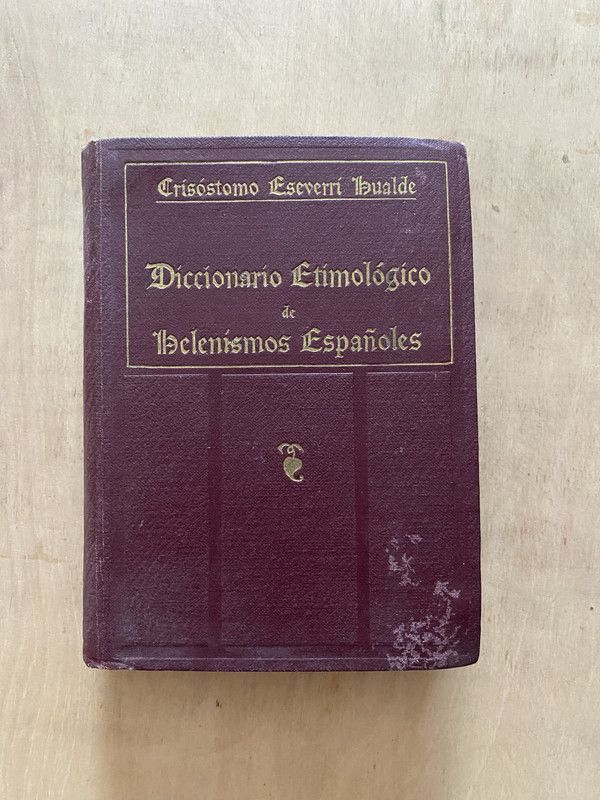 Crisóstomo Eseverri Hualde
Diccionario Etimológico
de
Helenismos Españoles